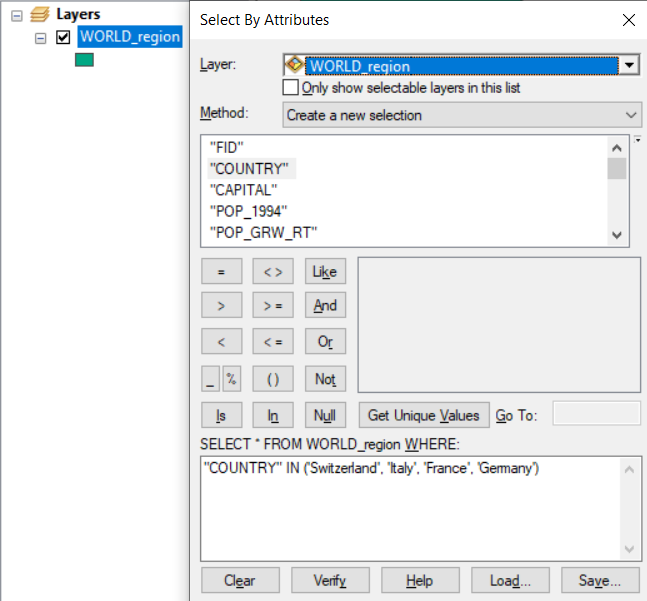 Layers
WORLD_region
Select By Attributes
Layer: WORLD_region
Only show selectable layers in this list
Method: Create a new selection
"FID"
"COUNTRY"
"CAPITAL"
"POP_1994"
"POP_GRW_RT"
= < > Like
> > = And
< < = Or
_ % ( ) Not
Is In Null Get Unique Values Go To:
SELECT * FROM WORLD_region WHERE:
"COUNTRY" IN ('Switzerland', 'Italy', 'France', 'Germany')
Clear Verify Help Load... Save...